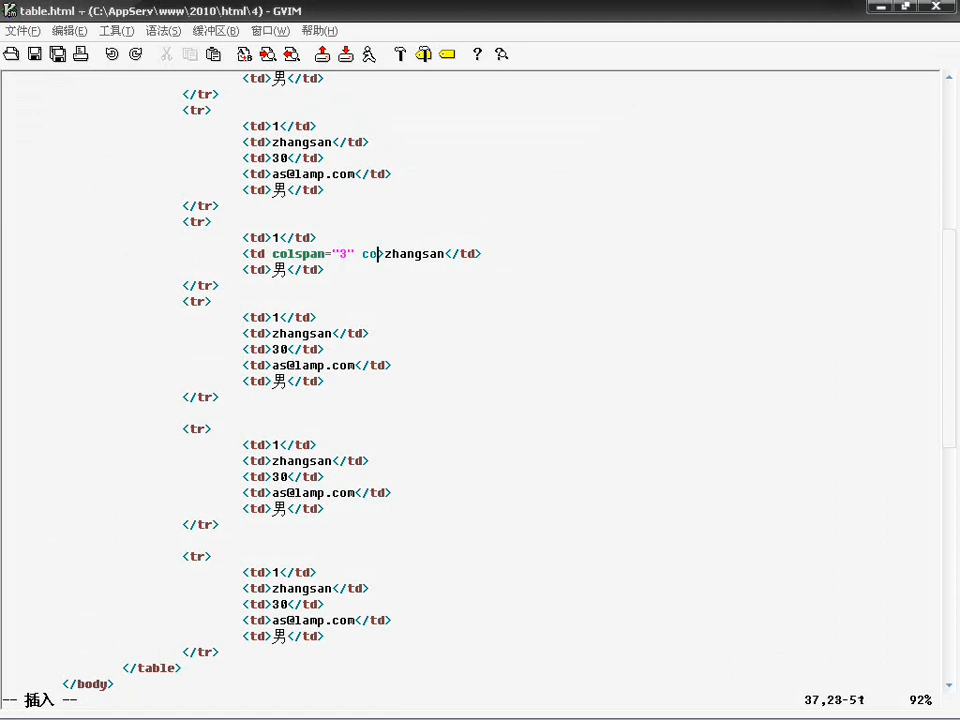 table.html + (C:\AppServ\www\2010\html\4) - GVIM
文件(F) 编辑(E) 工具(T) 语法(S) 缓冲区(B) 窗口(W) 帮助(H)
<td>男</td>
</tr>
<tr>
<td>1</td>
<td>zhangsan</td>
<td>30</td>
<td>as@lamp.com</td>
<td>男</td>
</tr>
<tr>
<td>1</td>
<td colspan="3" co>zhangsan</td>
<td>男</td>
</tr>
<tr>
<td>1</td>
<td>zhangsan</td>
<td>30</td>
<td>as@lamp.com</td>
<td>男</td>
</tr>
<tr>
<td>1</td>
<td>zhangsan</td>
<td>30</td>
<td>as@lamp.com</td>
<td>男</td>
</tr>
<tr>
<td>1</td>
<td>zhangsan</td>
<td>30</td>
<td>as@lamp.com</td>
<td>男</td>
</tr>
</table>
</body>
-- 插入 -- 37,23-51 92%